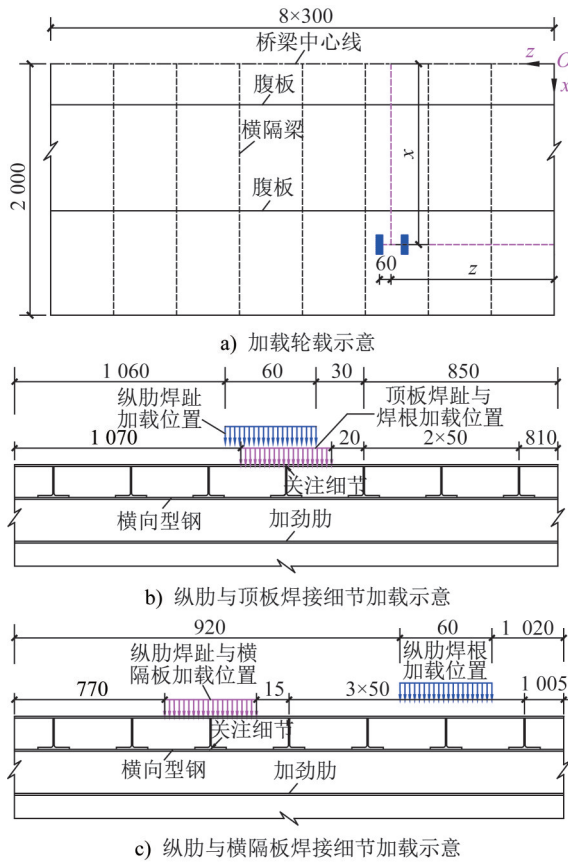 8×300
桥梁中心线
z
O
x
腹板
横隔梁
x
2 000
腹板
60
z
a) 加载轮载示意
1 060
60
30
850
纵肋焊趾
加载位置
顶板焊趾与
焊根加载位置
1 070
20
2×50
810
关注细节
横向型钢
加劲肋
b) 纵肋与顶板焊接细节加载示意
920
60
1 020
纵肋焊趾与横
隔板加载位置
纵肋焊根
加载位置
770
15
3×50
1 005
关注细节
横向型钢
加劲肋
c) 纵肋与横隔板焊接细节加载示意